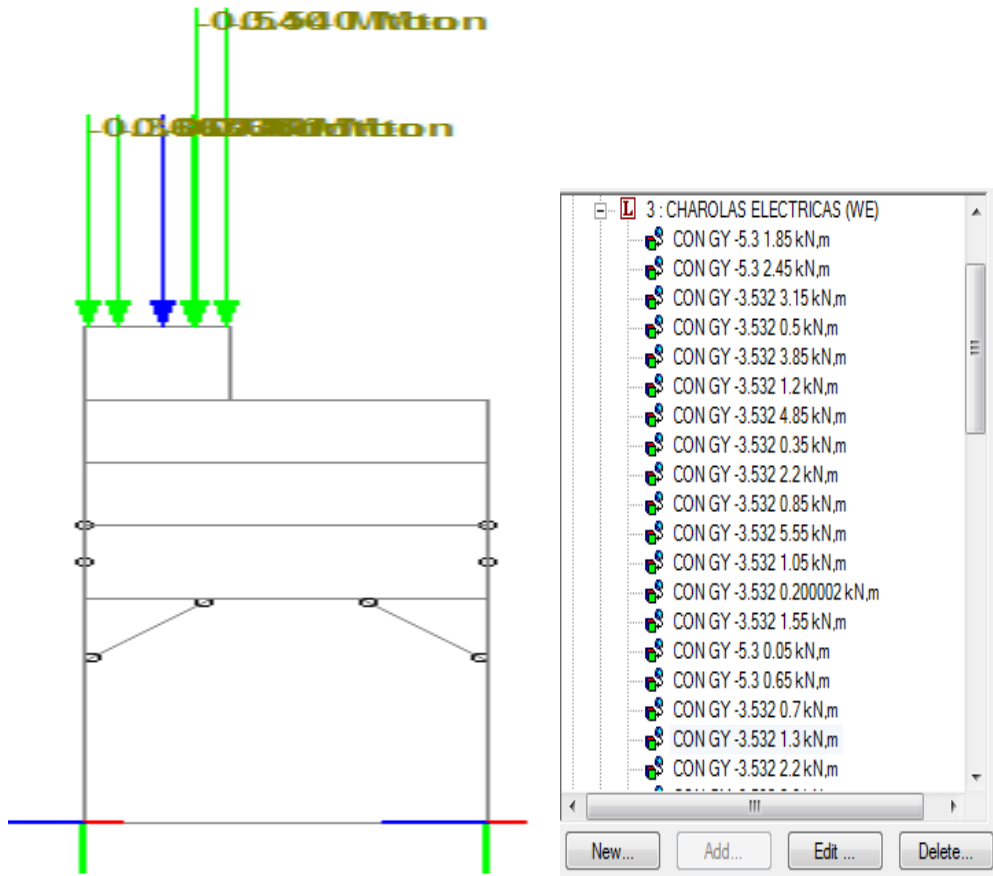 3 : CHAROLAS ELECTRICAS (WE)
CON GY -5.3 1.85 kN,m
CON GY -5.3 2.45 kN,m
CON GY -3.532 3.15 kN,m
CON GY -3.532 0.5 kN,m
CON GY -3.532 3.85 kN,m
CON GY -3.532 1.2 kN,m
CON GY -3.532 4.85 kN,m
CON GY -3.532 0.35 kN,m
CON GY -3.532 2.2 kN,m
CON GY -3.532 0.85 kN,m
CON GY -3.532 5.55 kN,m
CON GY -3.532 1.05 kN,m
CON GY -3.532 0.200002 kN,m
CON GY -3.532 1.55 kN,m
CON GY -5.3 0.05 kN,m
CON GY -5.3 0.65 kN,m
CON GY -3.532 0.7 kN,m
CON GY -3.532 1.3 kN,m
CON GY -3.532 2.2 kN,m
New... Add... Edit ... Delete...